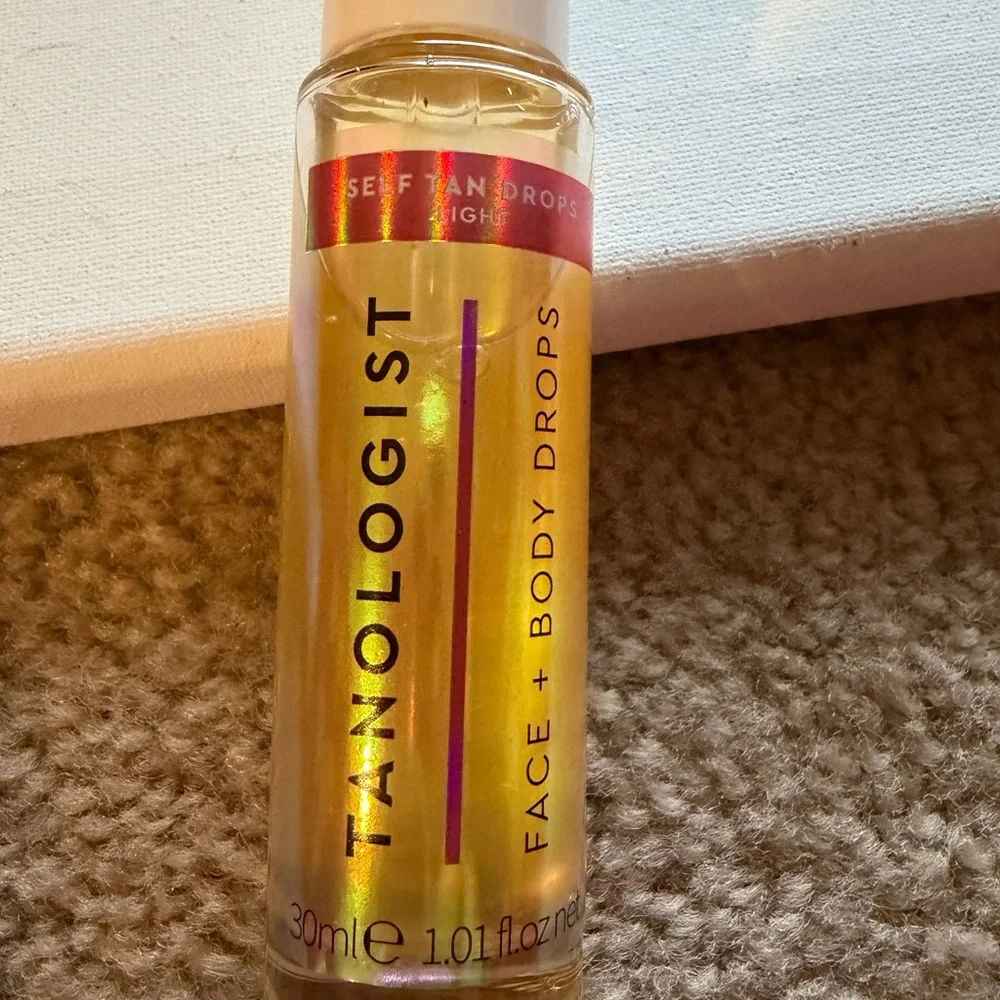 SELF TAN DROPS
LIGHT
TANOLOGIST
FACE + BODY DROPS
30ml e 1.01 fl.oz net